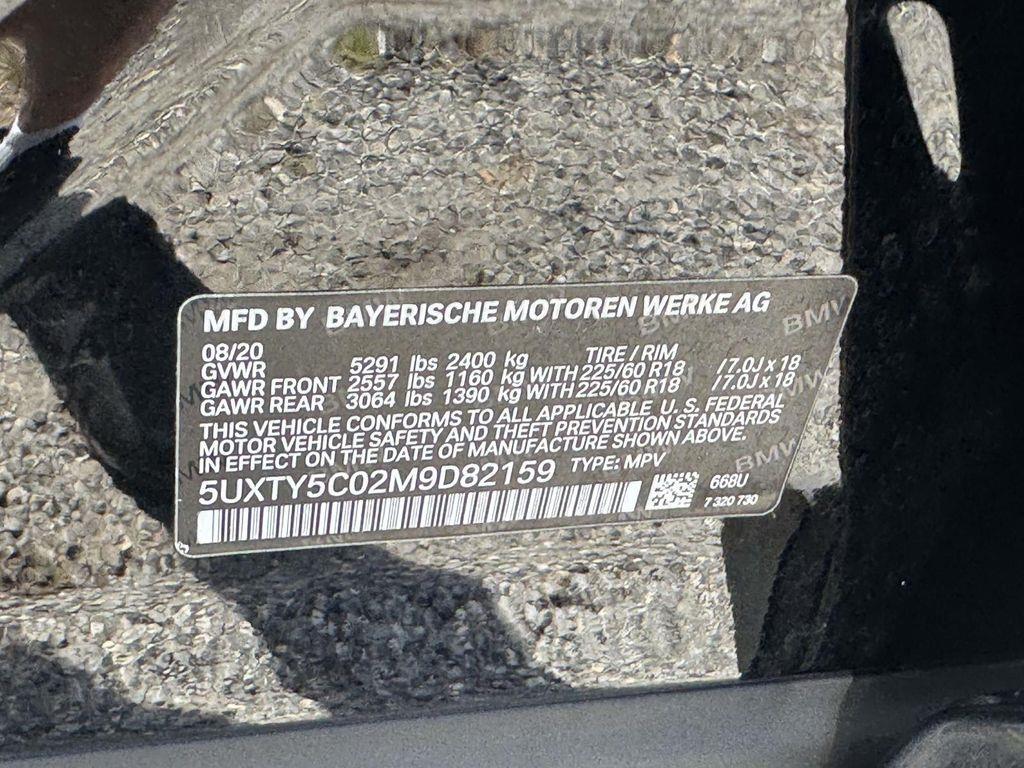 MFD BY BAYERISCHE MOTOREN WERKE AG
08/20 TIRE / RIM
GVWR 5291 lbs 2400 kg
GAWR FRONT 2557 lbs 1160 kg WITH 225/60 R18 / 7.0J x 18
GAWR REAR 3064 lbs 1390 kg WITH 225/60 R18 / 7.0J x 18
THIS VEHICLE CONFORMS TO ALL APPLICABLE U. S. FEDERAL
MOTOR VEHICLE SAFETY AND THEFT PREVENTION STANDARDS
IN EFFECT ON THE DATE OF MANUFACTURE SHOWN ABOVE.
5UXTY5C02M9D82159 TYPE: MPV
668U
7 320 730
BMW
BMW
BMW